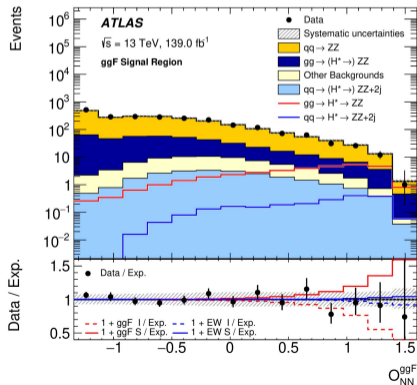 Events
10⁶
10⁵
10⁴
10³
10²
10
1
10⁻¹
10⁻²
ATLAS
√s = 13 TeV, 139.0 fb⁻¹
ggF Signal Region
Data
Systematic uncertainties
qq → ZZ
gg → (H* →) ZZ
Other Backgrounds
qq → (H* →) ZZ+2j
gg → H* → ZZ
qq → H* → ZZ+2j
Data / Exp.
1.5
1
0.5
Data / Exp.
1 + ggF I / Exp.
1 + EW I / Exp.
1 + ggF S / Exp.
1 + EW S / Exp.
−1 −0.5 0 0.5 1 1.5
O^{ggF}_{NN}